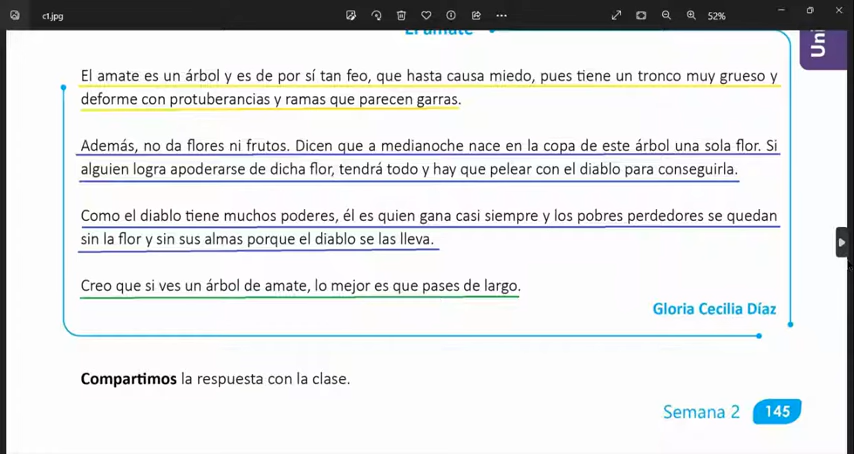 c1.jpg
52%
El amate
Uni
El amate es un árbol y es de por sí tan feo, que hasta causa miedo, pues tiene un tronco muy grueso y
deforme con protuberancias y ramas que parecen garras.
Además, no da flores ni frutos. Dicen que a medianoche nace en la copa de este árbol una sola flor. Si
alguien logra apoderarse de dicha flor, tendrá todo y hay que pelear con el diablo para conseguirla.
Como el diablo tiene muchos poderes, él es quien gana casi siempre y los pobres perdedores se quedan
sin la flor y sin sus almas porque el diablo se las lleva.
Creo que si ves un árbol de amate, lo mejor es que pases de largo.
Gloria Cecilia Díaz
Compartimos la respuesta con la clase.
Semana 2 145